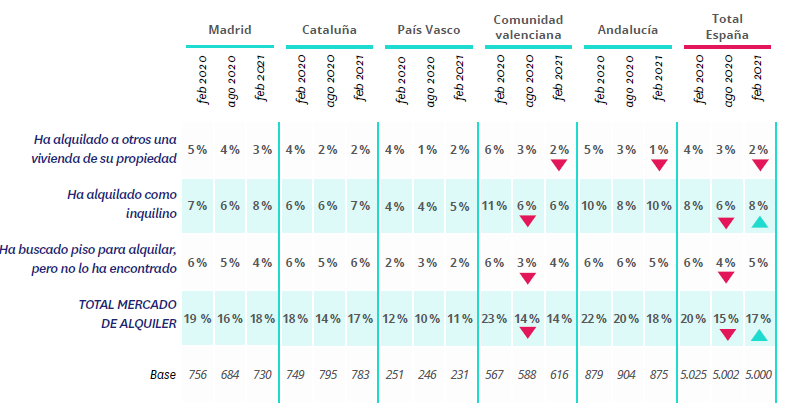 Madrid Cataluña País Vasco Comunidad valenciana Andalucía Total España
feb 2020 ago 2020 feb 2021 feb 2020 ago 2020 feb 2021 feb 2020 ago 2020 feb 2021 feb 2020 ago 2020 feb 2021 feb 2020 ago 2020 feb 2021 feb 2020 ago 2020 feb 2021
Ha alquilado a otros una
vivienda de su propiedad
5% 4% 3% 4% 2% 2% 4% 1% 2% 6% 3% 2% 5% 3% 1% 4% 3% 2%
Ha alquilado como
inquilino
7% 6% 8% 6% 6% 7% 4% 4% 5% 11% 6% 6% 10% 8% 10% 8% 6% 8%
Ha buscado piso para alquilar,
pero no lo ha encontrado
6% 5% 4% 6% 5% 6% 2% 3% 2% 6% 3% 4% 6% 6% 5% 6% 4% 5%
TOTAL MERCADO
DE ALQUILER
19 % 16% 18% 18% 14% 17% 12% 10% 11% 23% 14% 14% 22% 20% 18% 20% 15% 17%
Base 756 684 730 749 795 783 251 246 231 567 588 616 879 904 875 5.025 5.002 5.000